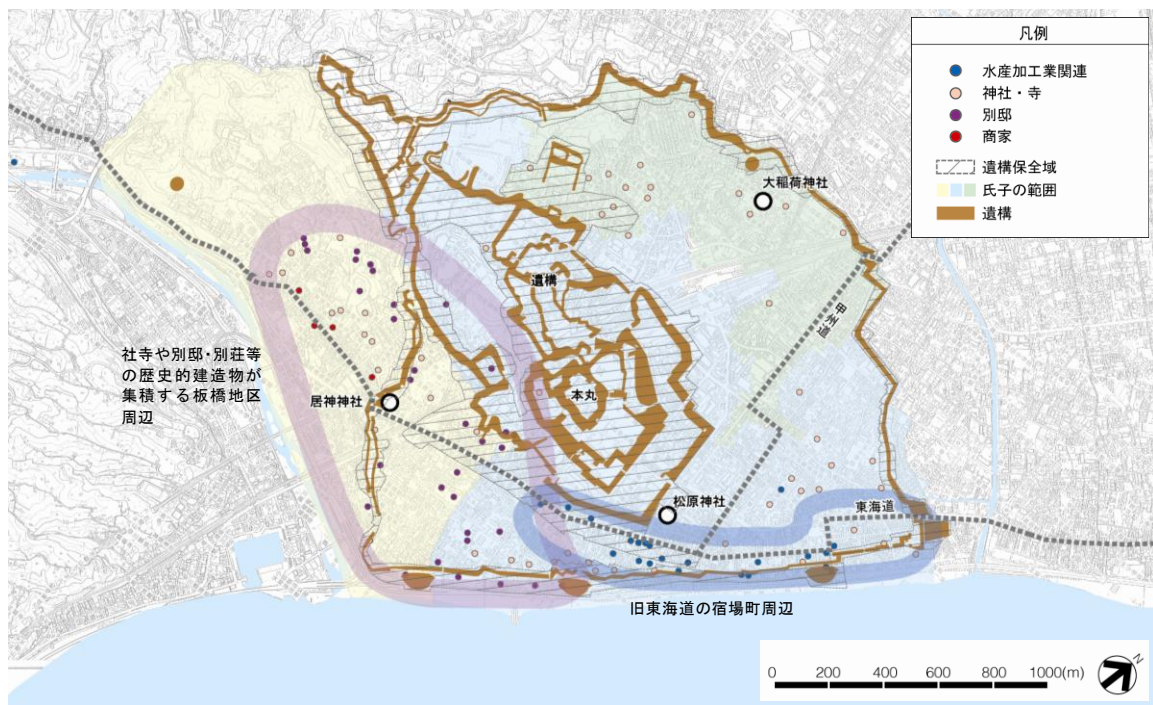 凡例
水産加工業関連
神社・寺
別邸
商家
遺構保全域
氏子の範囲
遺構
大稲荷神社
甲州道
遺構
本丸
社寺や別邸・別荘等
の歴史的建造物が
集積する板橋地区
周辺
居神神社
松原神社
東海道
旧東海道の宿場町周辺
0 200 400 600 800 1000(m)
N